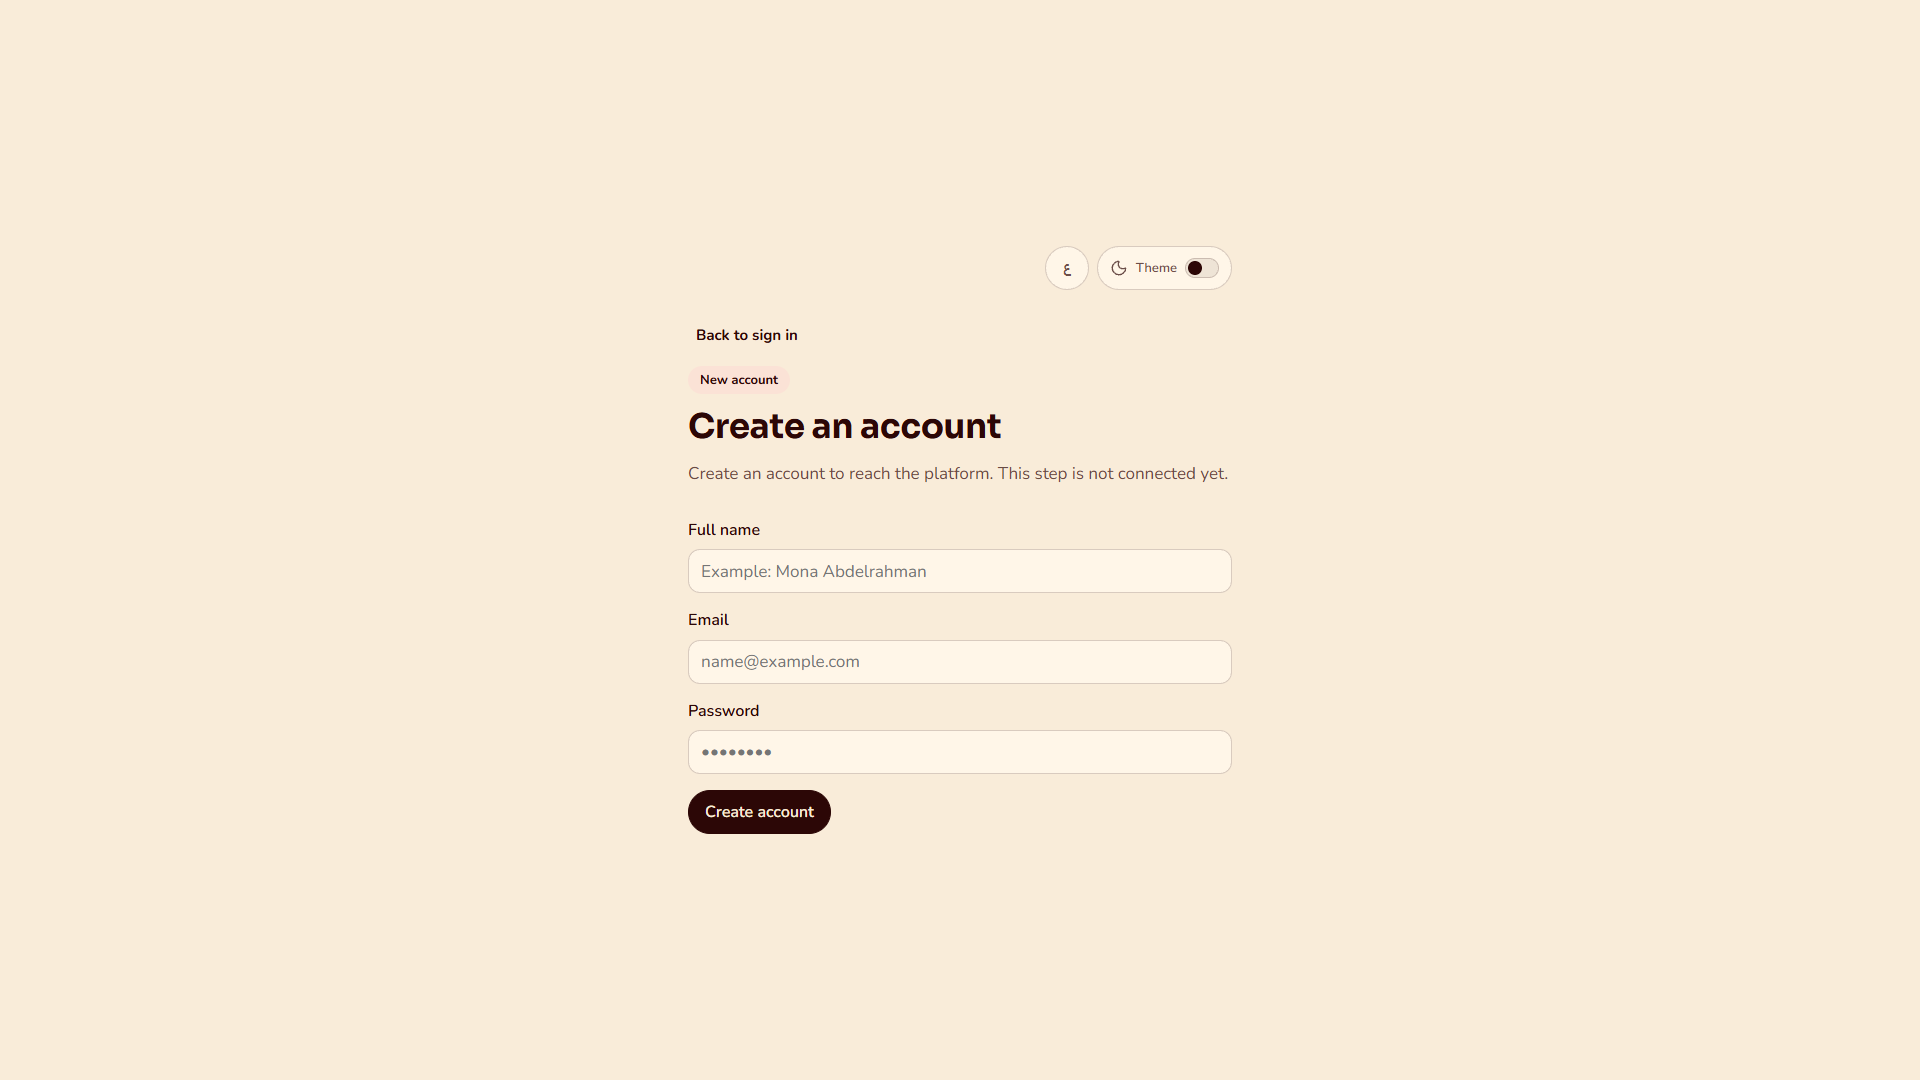 ع
Theme
Back to sign in
New account
Create an account
Create an account to reach the platform. This step is not connected yet.
Full name
Example: Mona Abdelrahman
Email
name@example.com
Password
••••••••
Create account